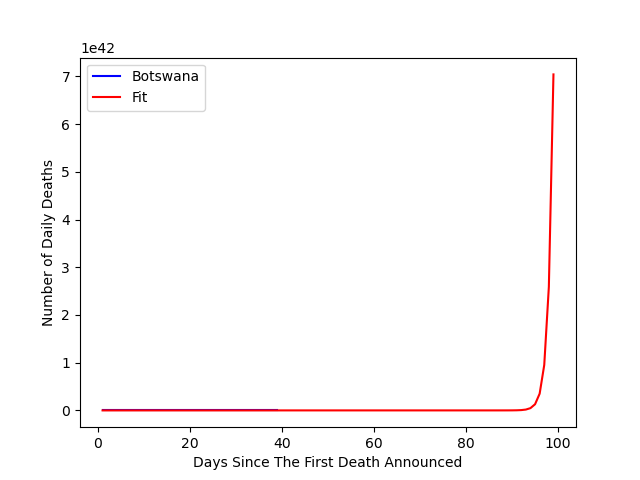 1e42
Botswana
Fit
7
6
5
4
3
2
1
0
Number of Daily Deaths
0 20 40 60 80 100
Days Since The First Death Announced